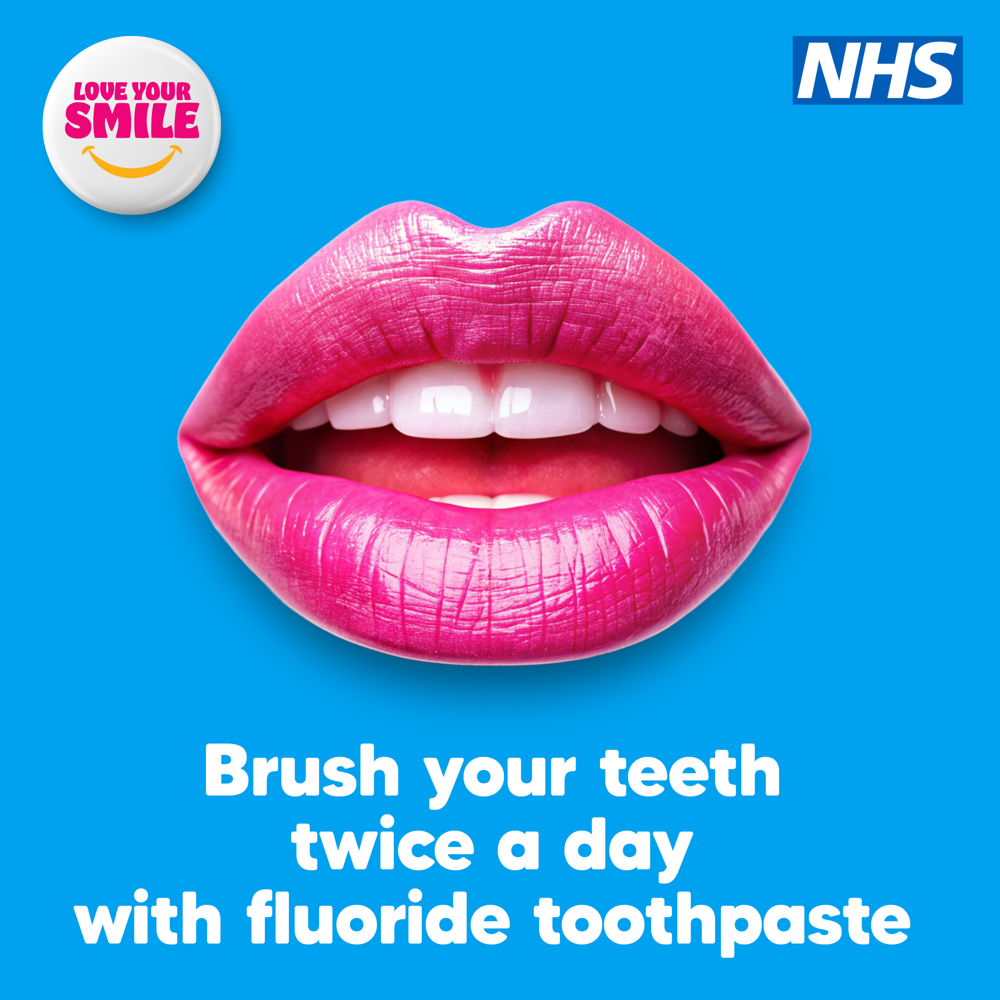 LOVE YOUR
SMILE
NHS
Brush your teeth
twice a day
with fluoride toothpaste